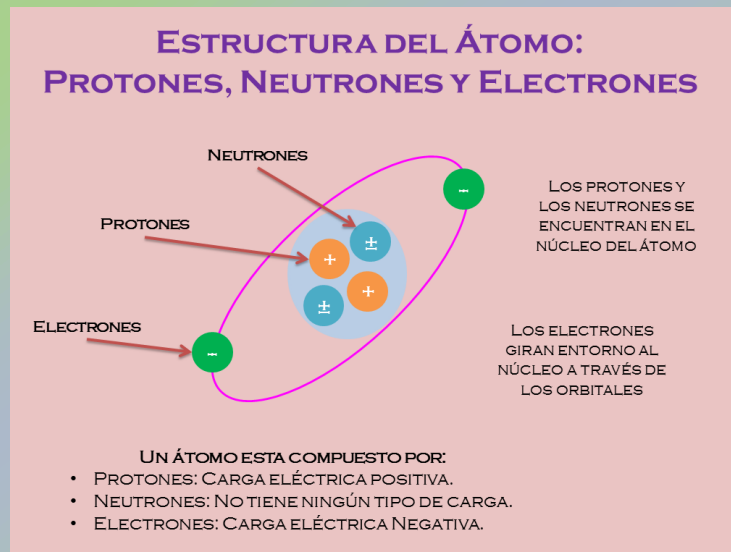 Estructura del Átomo:
Protones, Neutrones y Electrones
Neutrones
Protones
Electrones
Los protones y
los neutrones se
encuentran en el
núcleo del átomo
Los electrones
giran entorno al
núcleo a través de
los orbitales
-
±
+
+
±
-
Un átomo esta compuesto por:
• Protones: Carga eléctrica positiva.
• Neutrones: No tiene ningún tipo de carga.
• Electrones: Carga eléctrica Negativa.